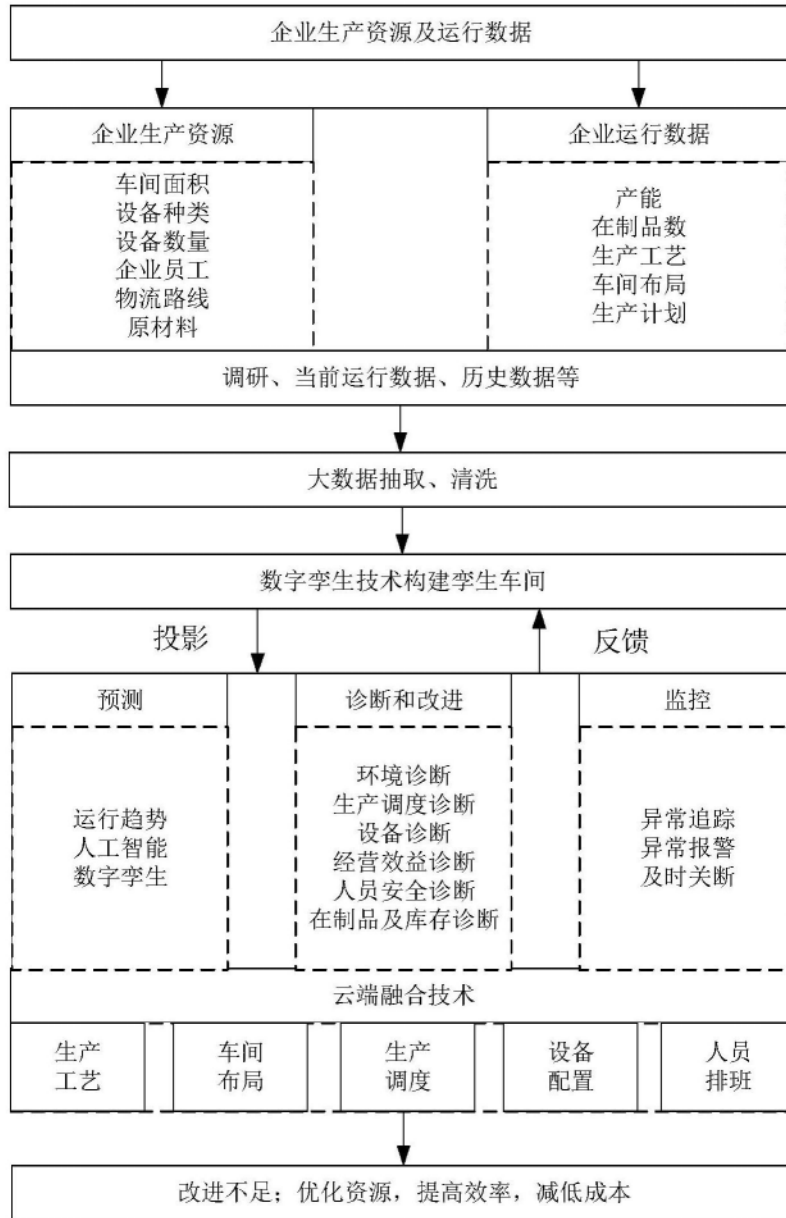 企业生产资源及运行数据
企业生产资源
企业运行数据
车间面积
设备种类
设备数量
企业员工
物流路线
原材料
产能
在制品数
生产工艺
车间布局
生产计划
调研、当前运行数据、历史数据等
大数据抽取、清洗
数字孪生技术构建孪生车间
投影
反馈
预测
诊断和改进
监控
运行趋势
人工智能
数字孪生
环境诊断
生产调度诊断
设备诊断
经营效益诊断
人员安全诊断
在制品及库存诊断
异常追踪
异常报警
及时关断
云端融合技术
生产
工艺
车间
布局
生产
调度
设备
配置
人员
排班
改进不足；优化资源，提高效率，减低成本